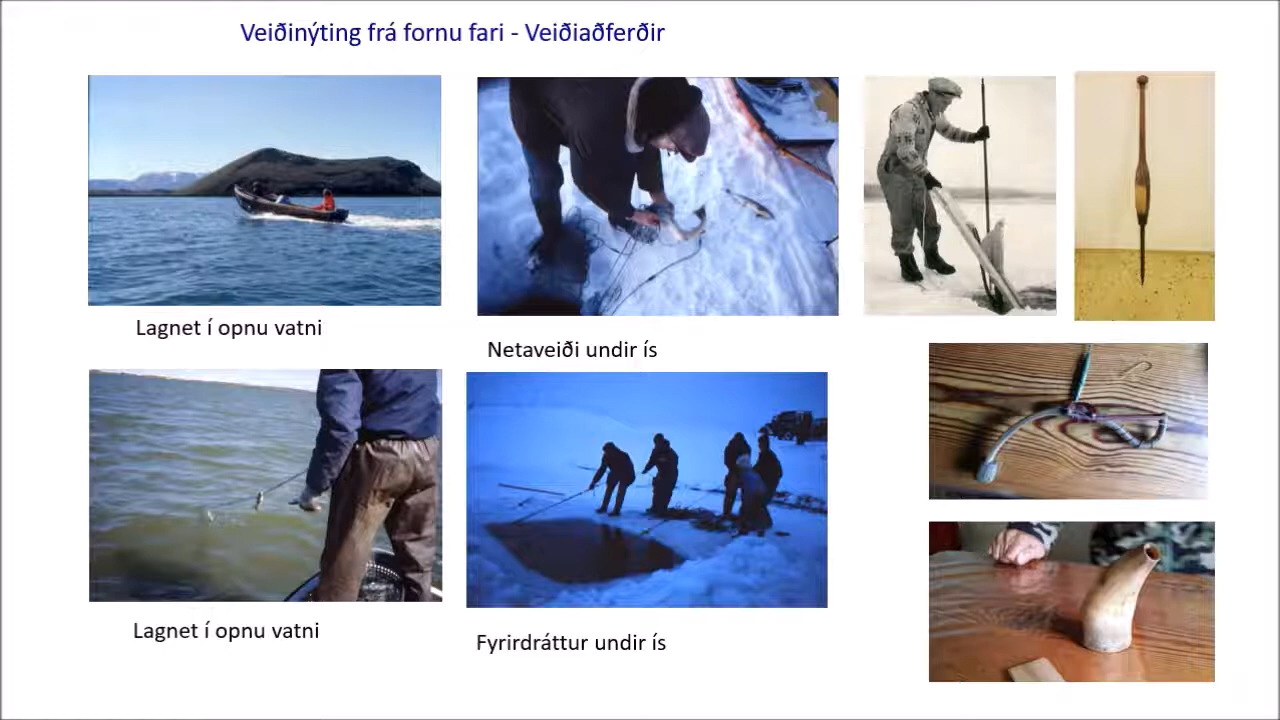 Veiðinýting frá fornu fari - Veiðiaðferðir
Lagnet í opnu vatni
Netaveiði undir ís
Lagnet í opnu vatni
Fyrirdráttur undir ís